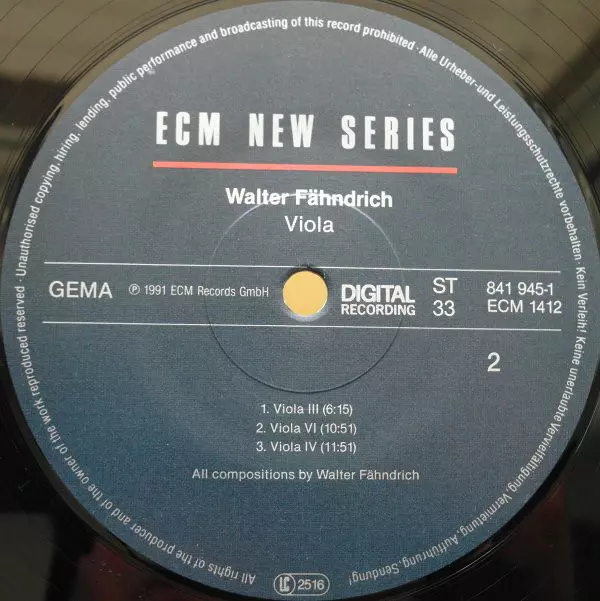 ECM NEW SERIES
Walter Fähndrich
Viola
GEMA
℗ 1991 ECM Records GmbH
DIGITAL
RECORDING
ST
33
841 945-1
ECM 1412
2
1. Viola III (6:15)
2. Viola VI (10:51)
3. Viola IV (11:51)
All compositions by Walter Fähndrich
All rights of the producer and of the owner of the work reproduced reserved · Unauthorised copying, hiring, lending, public performance and broadcasting of this record prohibited · Alle Urheber- und Leistungsschutzrechte vorbehalten · Kein Verleih! Keine unerlaubte Vervielfältigung, Vermietung, Aufführung, Sendung!
LC 2516